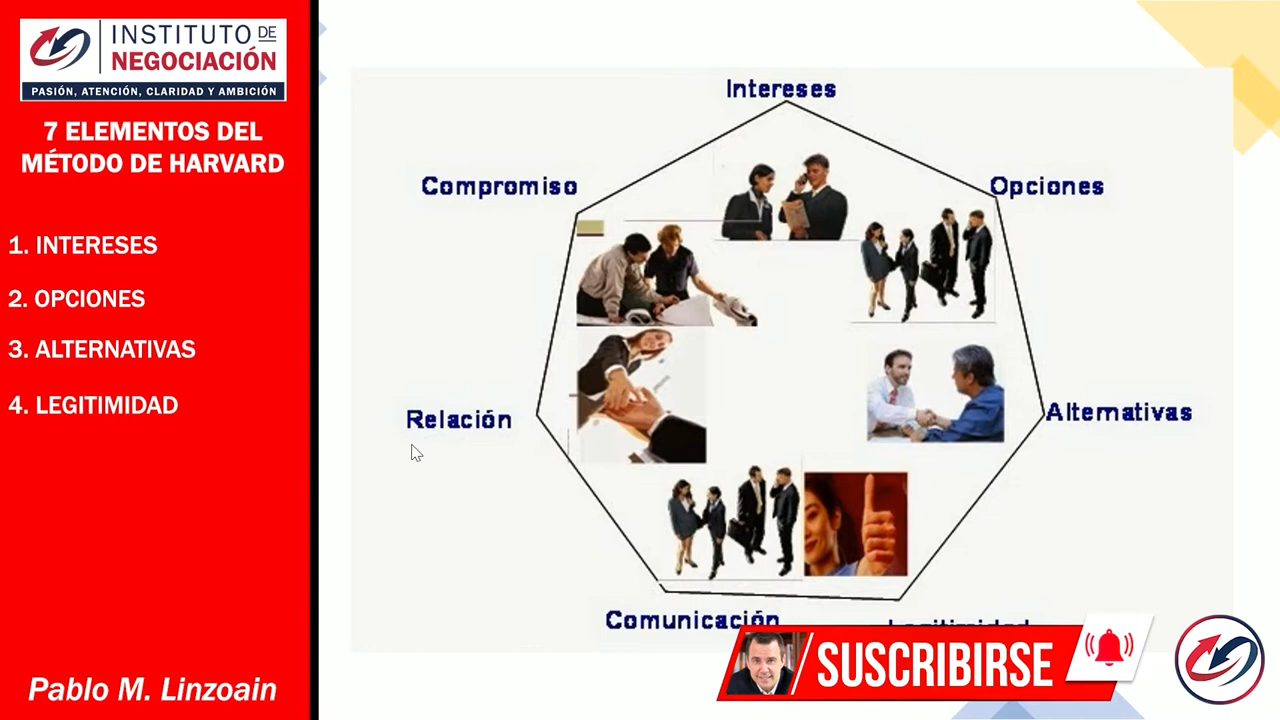 INSTITUTO DE
NEGOCIACIÓN
PASIÓN, ATENCIÓN, CLARIDAD Y AMBICIÓN
7 ELEMENTOS DEL
MÉTODO DE HARVARD
1. INTERESES
2. OPCIONES
3. ALTERNATIVAS
4. LEGITIMIDAD
Pablo M. Linzoain
Intereses
Compromiso
Opciones
Relación
Alternativas
Comunicación
Legitimidad
SUSCRIBIRSE